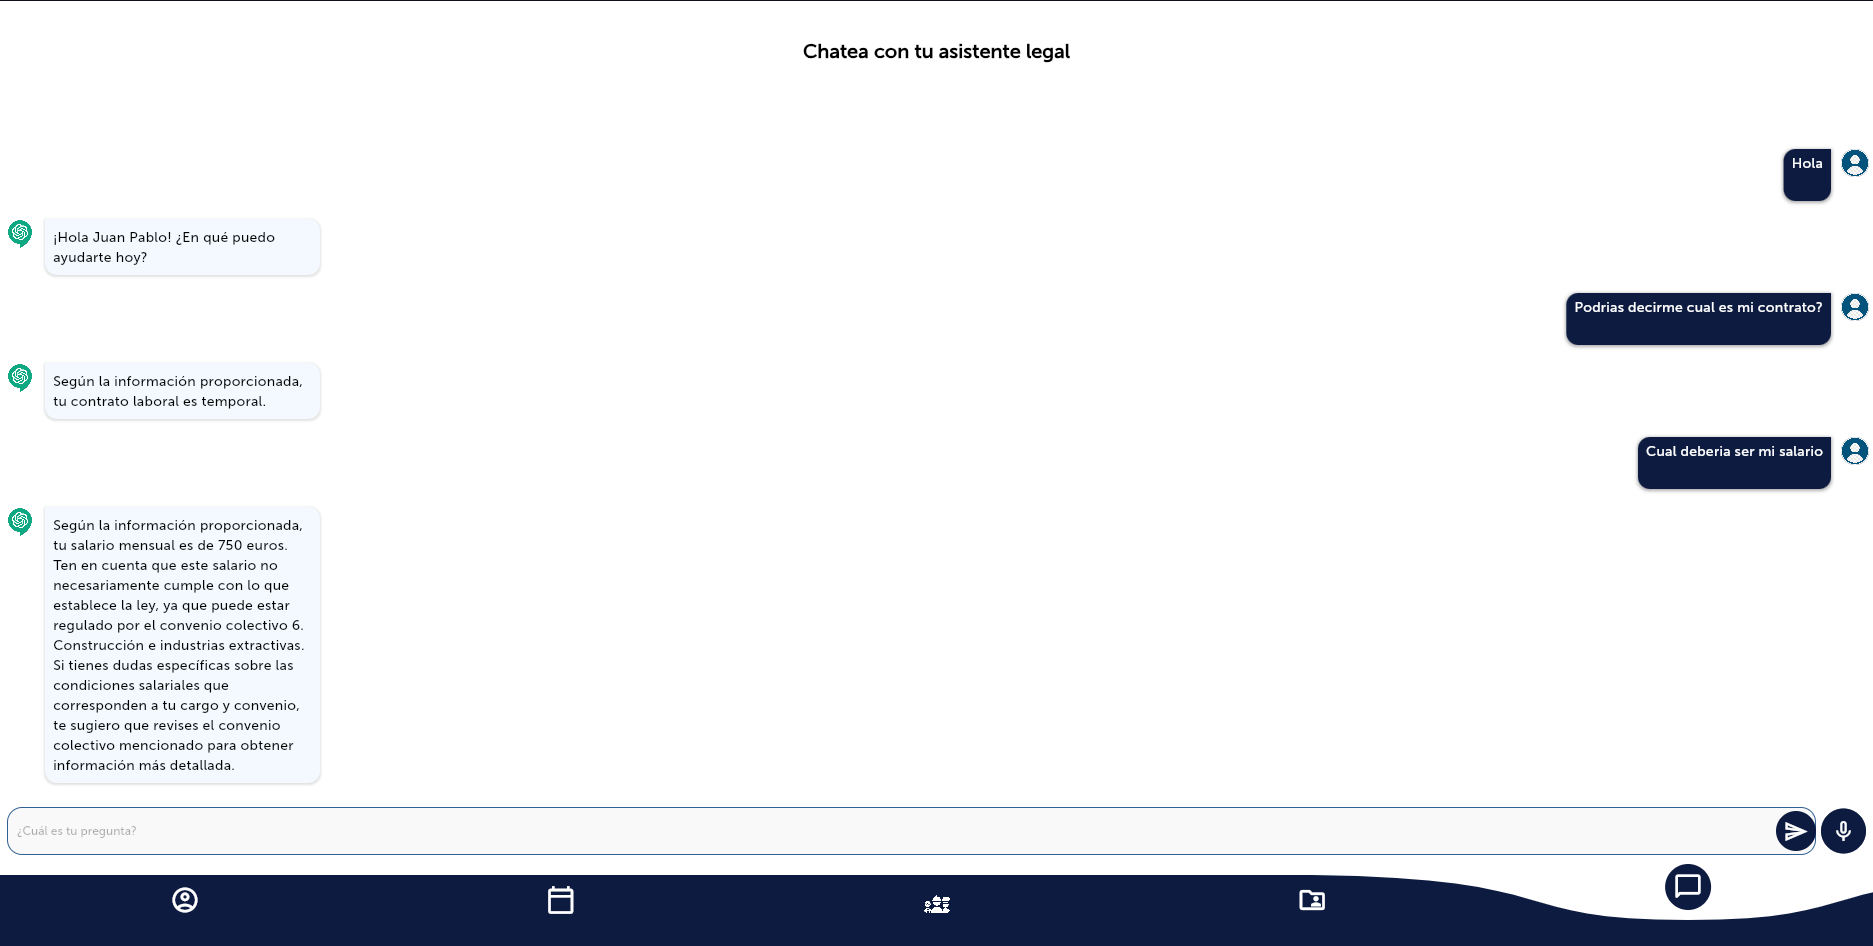 Chatea con tu asistente legal
Hola
¡Hola Juan Pablo! ¿En qué puedo
ayudarte hoy?
Podrias decirme cual es mi contrato?
Según la información proporcionada,
tu contrato laboral es temporal.
Cual deberia ser mi salario
Según la información proporcionada,
tu salario mensual es de 750 euros.
Ten en cuenta que este salario no
necesariamente cumple con lo que
establece la ley, ya que puede estar
regulado por el convenio colectivo 6.
Construcción e industrias extractivas.
Si tienes dudas específicas sobre las
condiciones salariales que
corresponden a tu cargo y convenio,
te sugiero que revises el convenio
colectivo mencionado para obtener
información más detallada.
¿Cuál es tu pregunta?